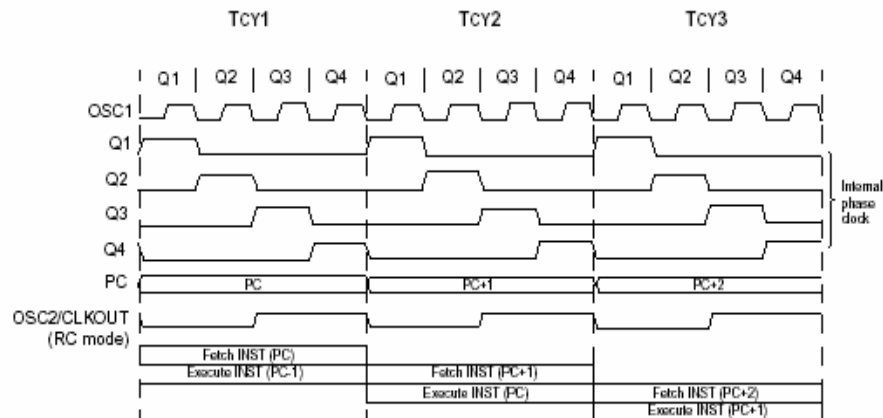 TCY1 TCY2 TCY3
Q1 Q2 Q3 Q4 Q1 Q2 Q3 Q4 Q1 Q2 Q3 Q4
OSC1
Q1
Q2
Q3
Q4
Internal
phase
clock
PC PC PC+1 PC+2
OSC2/CLKOUT
(RC mode)
Fetch INST (PC)
Execute INST (PC-1) Fetch INST (PC+1)
Execute INST (PC) Fetch INST (PC+2)
Execute INST (PC+1)